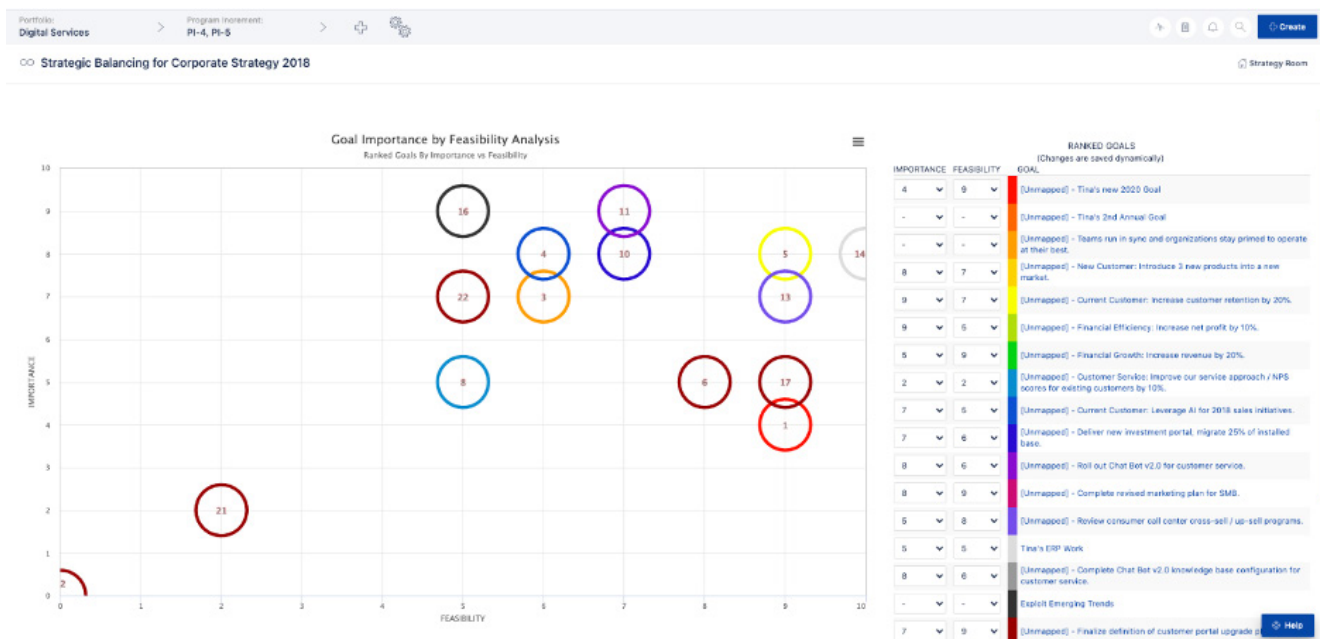 Portfolio:
Digital Services
Program Increment:
PI-4, PI-5
Create
Strategic Balancing for Corporate Strategy 2018
Strategy Room
Goal Importance by Feasibility Analysis
Ranked Goals By Importance vs Feasibility
IMPORTANCE
10
9
8
7
6
5
4
3
2
1
0
16
11
4
10
5
14
22
3
13
8
6
17
1
21
2
0 1 2 3 4 5 6 7 8 9 10
FEASIBILITY
RANKED GOALS
(Changes are saved dynamically)
IMPORTANCE FEASIBILITY GOAL
4 9 [Unmapped] - Tina's new 2020 Goal
- - [Unmapped] - Tina's 2nd Annual Goal
- - [Unmapped] - Teams run in sync and organizations stay primed to operate
at their best.
8 7 [Unmapped] - New Customer: Introduce 3 new products into a new
market.
9 7 [Unmapped] - Current Customer: Increase customer retention by 20%.
9 5 [Unmapped] - Financial Efficiency: Increase net profit by 10%.
5 9 [Unmapped] - Financial Growth: Increase revenue by 20%.
2 2 [Unmapped] - Customer Service: Improve our service approach / NPS
scores for existing customers by 10%.
7 5 [Unmapped] - Current Customer: Leverage AI for 2018 sales initiatives.
7 6 [Unmapped] - Deliver new investment portal, migrate 25% of installed
base.
8 6 [Unmapped] - Roll out Chat Bot v2.0 for customer service.
8 9 [Unmapped] - Complete revised marketing plan for SMB.
5 8 [Unmapped] - Review consumer call center cross-sell / up-sell programs.
5 5 Tina's ERP Work
8 6 [Unmapped] - Complete Chat Bot v2.0 knowledge base configuration for
customer service.
- - Exploit Emerging Trends
7 9 [Unmapped] - Finalize definition of customer portal upgrade
Help